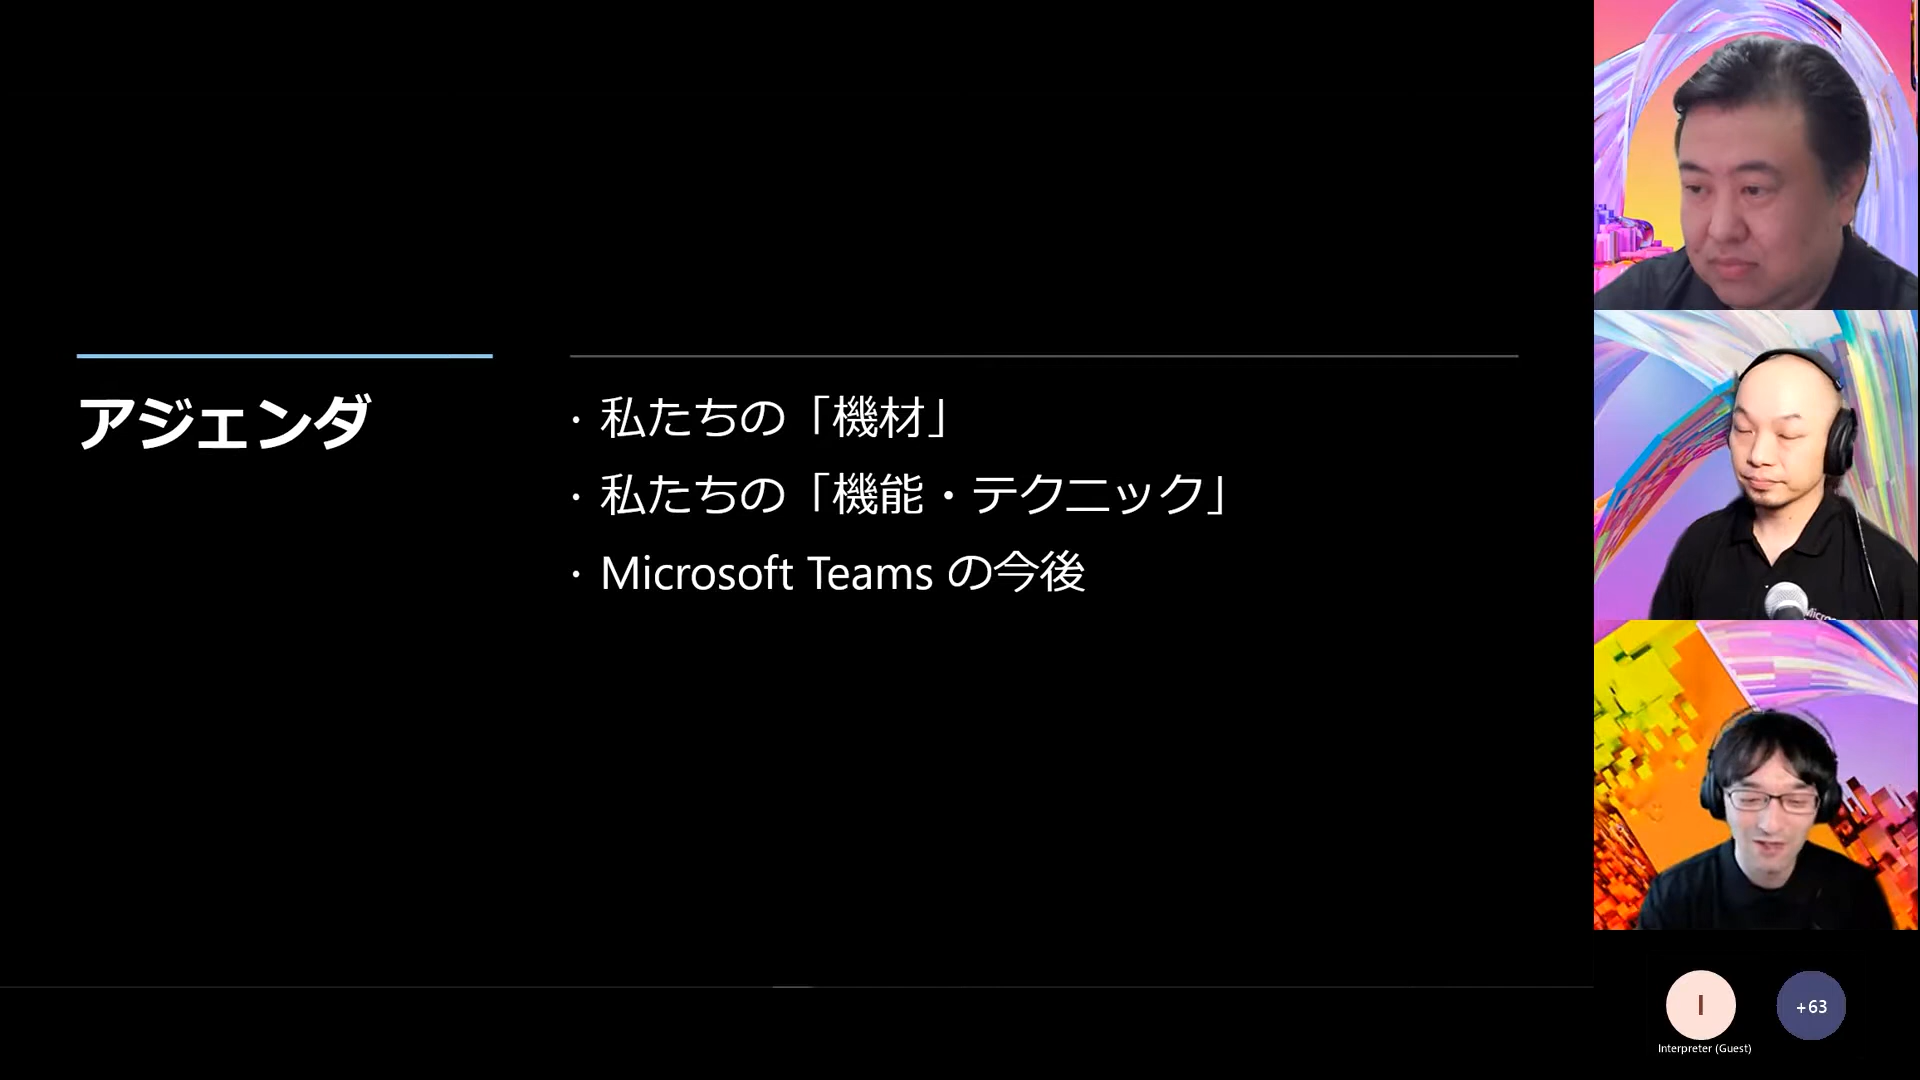 アジェンダ
・私たちの「機材」
・私たちの「機能・テクニック」
・Microsoft Teams の今後
I
+63
Interpreter (Guest)